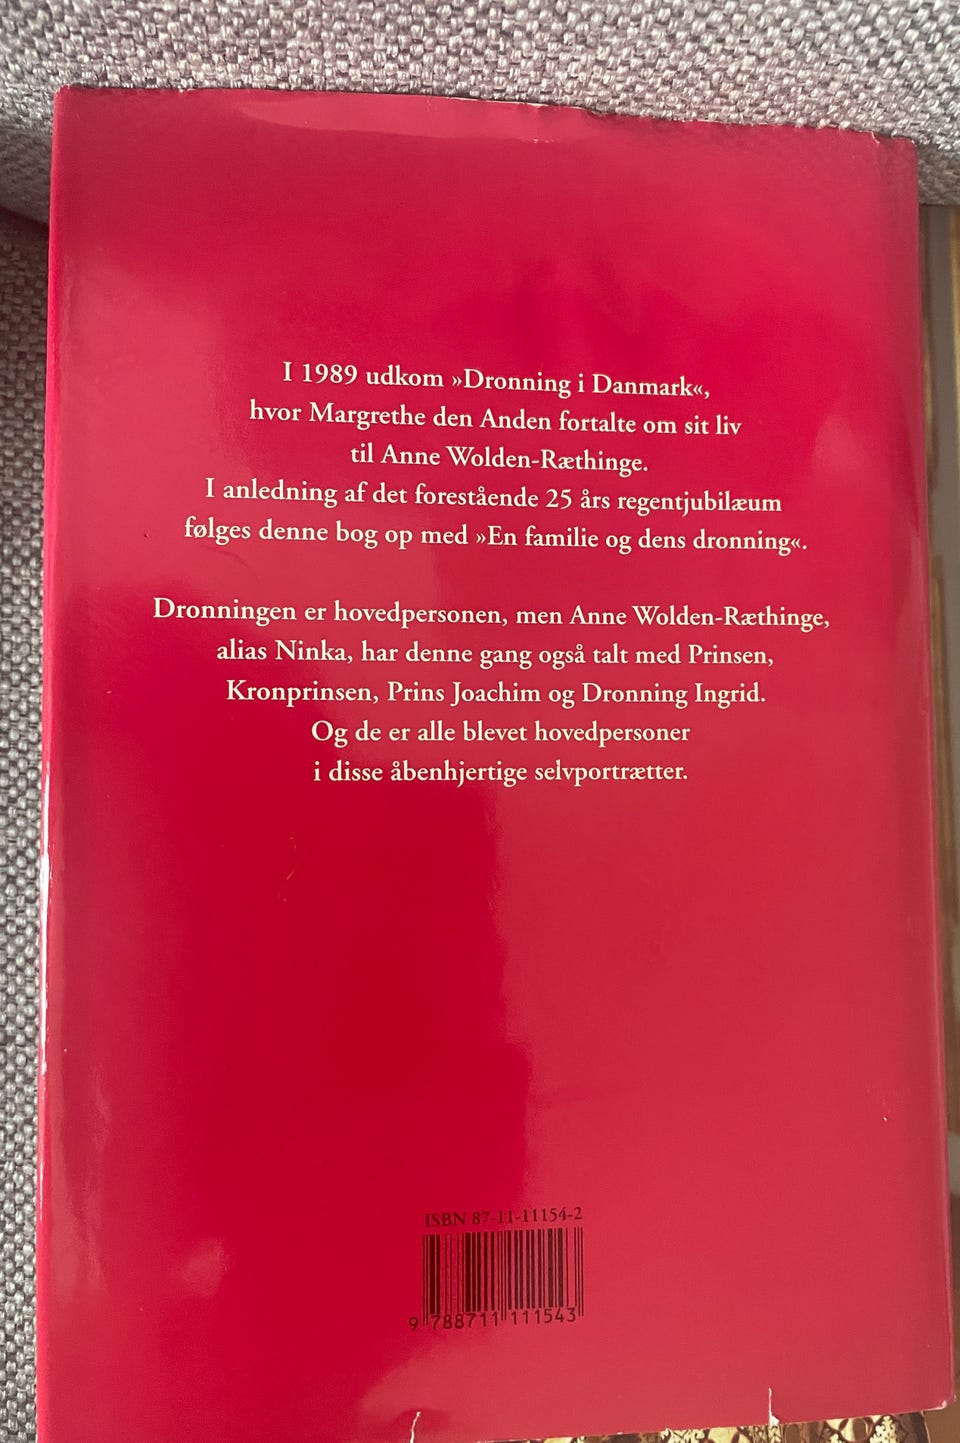 I 1989 udkom »Dronning i Danmark«,
hvor Margrethe den Anden fortalte om sit liv
til Anne Wolden-Ræthinge.
I anledning af det forestående 25 års regentjubilæum
følges denne bog op med »En familie og dens dronning«.
Dronningen er hovedpersonen, men Anne Wolden-Ræthinge,
alias Ninka, har denne gang også talt med Prinsen,
Kronprinsen, Prins Joachim og Dronning Ingrid.
Og de er alle blevet hovedpersoner
i disse åbenhjertige selvportrætter.
ISBN 87-11-11154-2
9 788711 111543